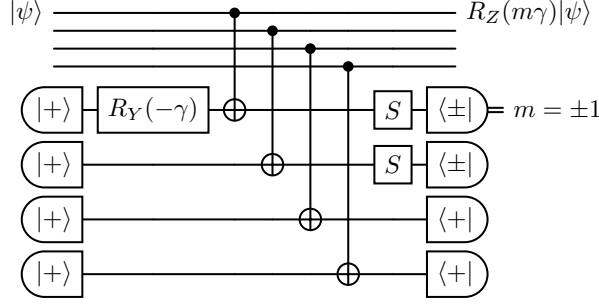 |ψ⟩ R_Z(mγ)|ψ⟩
|+⟩ R_Y(−γ) S ⟨±| m = ±1
|+⟩ S ⟨±|
|+⟩ ⟨+|
|+⟩ ⟨+|